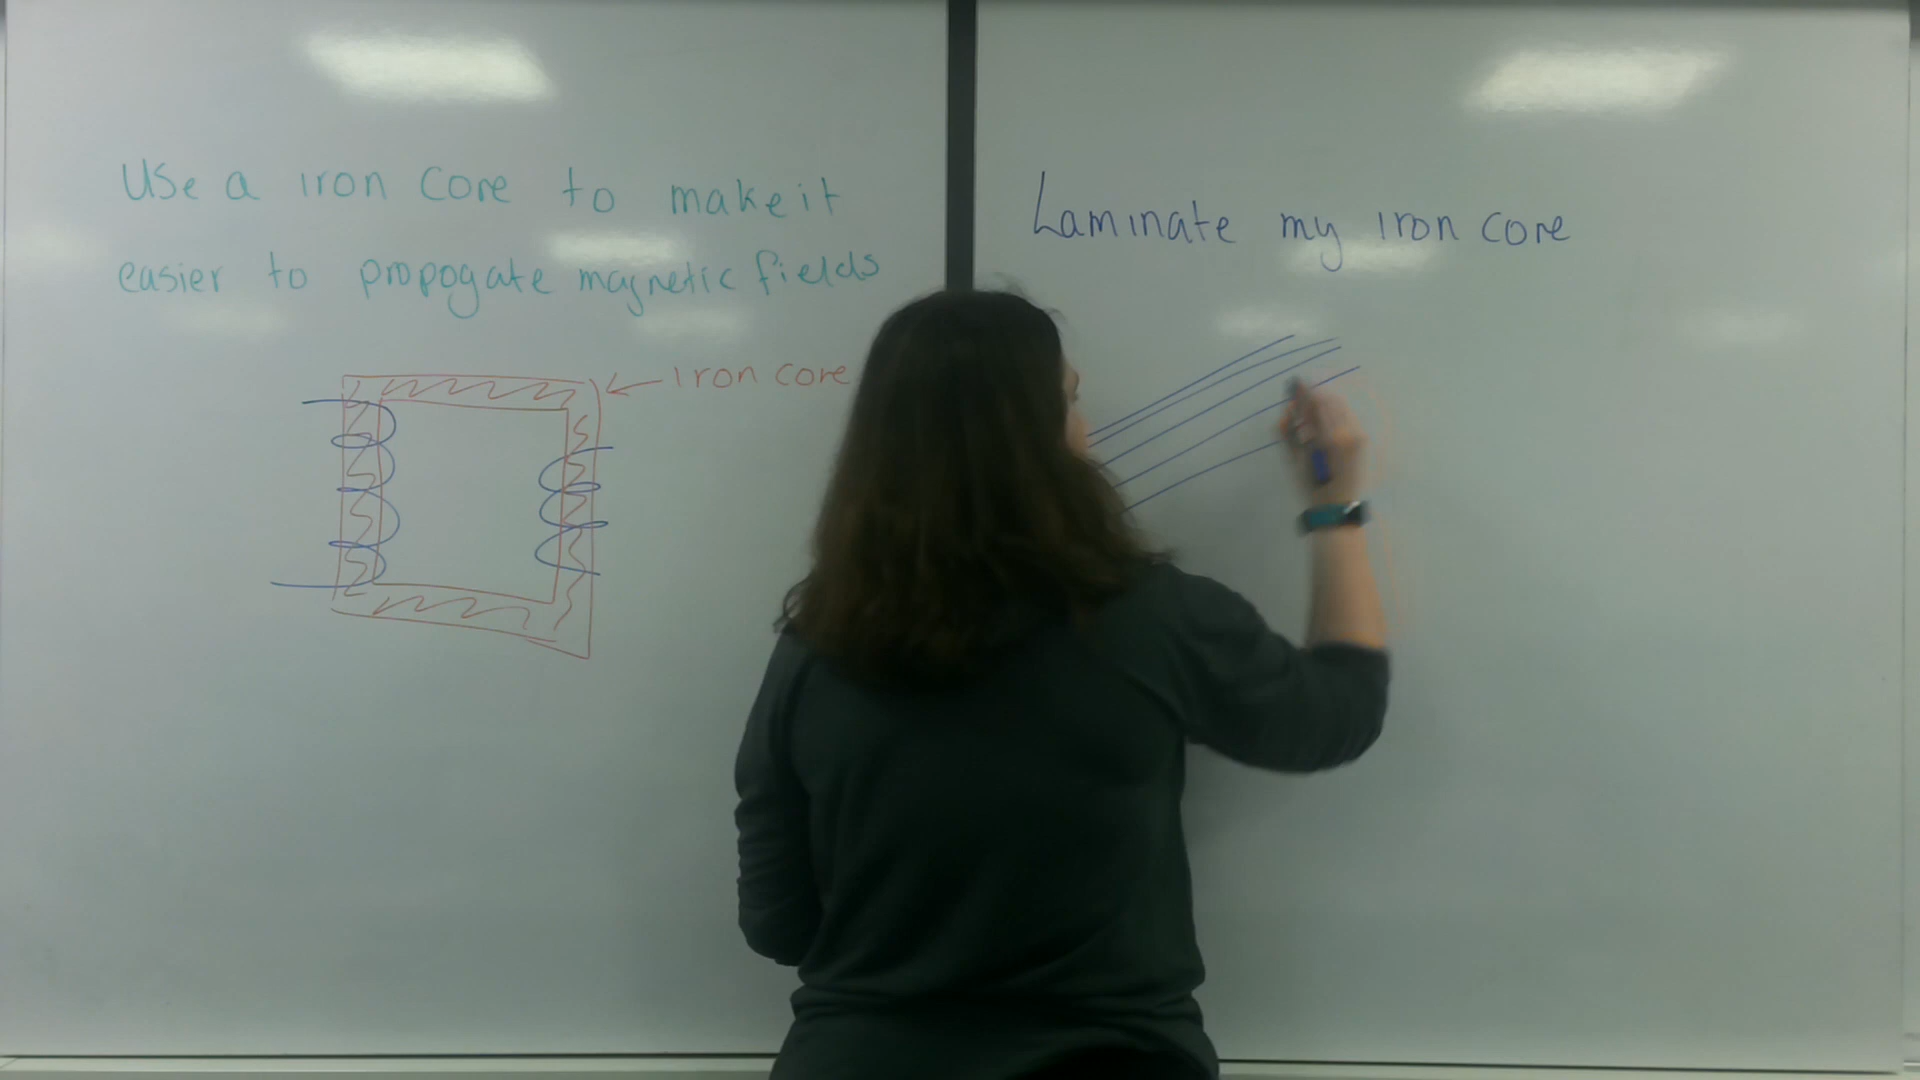 Use a iron core to make it
easier to propogate magnetic fields
iron core
Laminate my iron core